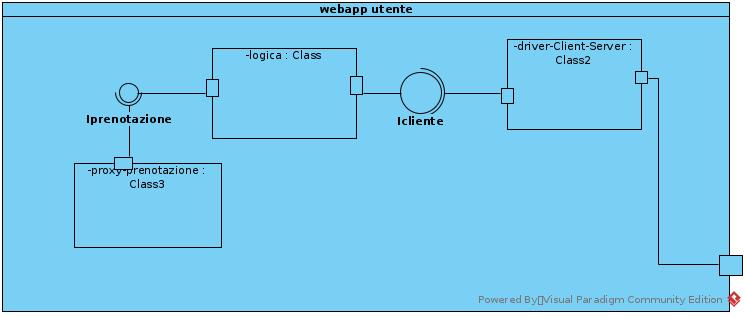 webapp utente
-logica : Class
-driver-Client-Server :
Class2
Iprenotazione
Icliente
-proxy-prenotazione :
Class3
Powered By[]Visual Paradigm Community Edition